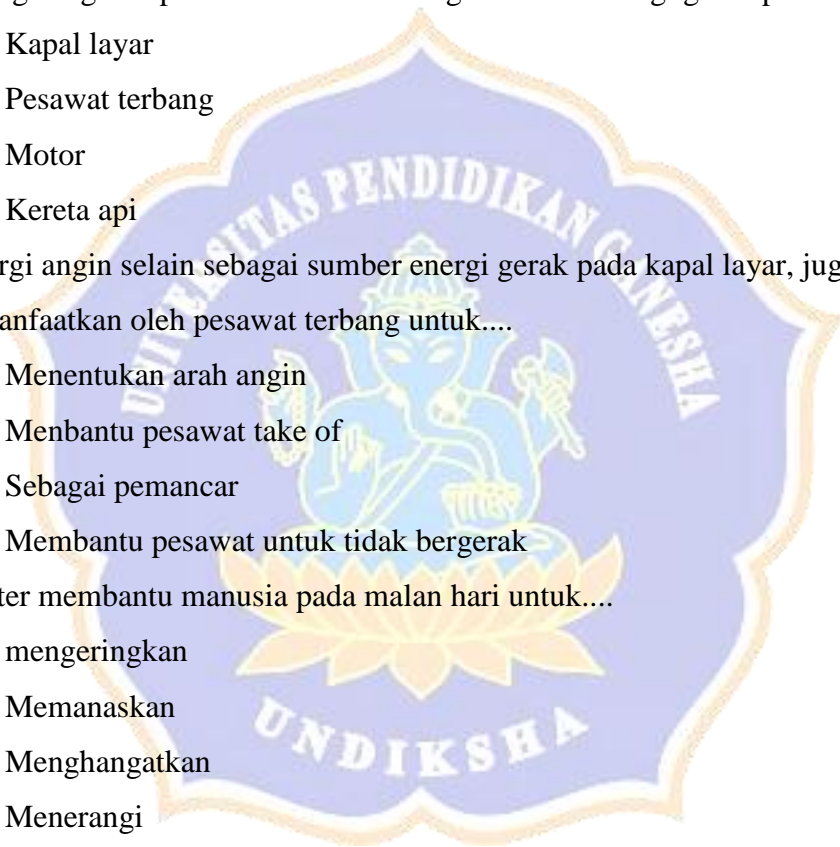 Kapal layar
Pesawat terbang
Motor
Kereta api
UNIVERSITAS PENDIDIKAN GANESHA
rgi angin selain sebagai sumber energi gerak pada kapal layar, jug
anfaatkan oleh pesawat terbang untuk....
Menentukan arah angin
Menbantu pesawat take of
Sebagai pemancar
Membantu pesawat untuk tidak bergerak
ter membantu manusia pada malan hari untuk....
mengeringkan
Memanaskan
Menghangatkan
Menerangi
UNDIKSHA